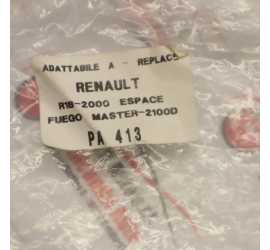 ADATTABILE A - REPLACE
RENAULT
R18-2000 ESPACE
FUEGO MASTER-2100D
PA 413